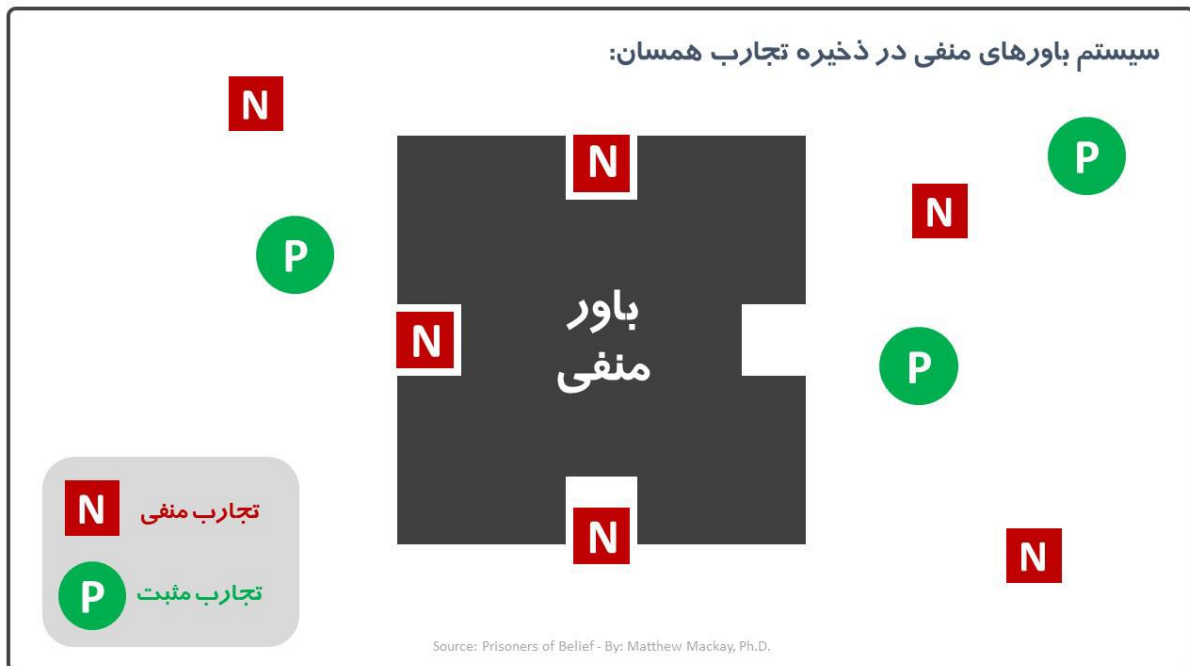 سیستم باورهای منفی در ذخیره تجارب همسان:
N
N
P
N
P
N
باور
منفی
P
N
N
N تجارب منفی
P تجارب مثبت
Source: Prisoners of Belief - By: Matthew Mackay, Ph.D.